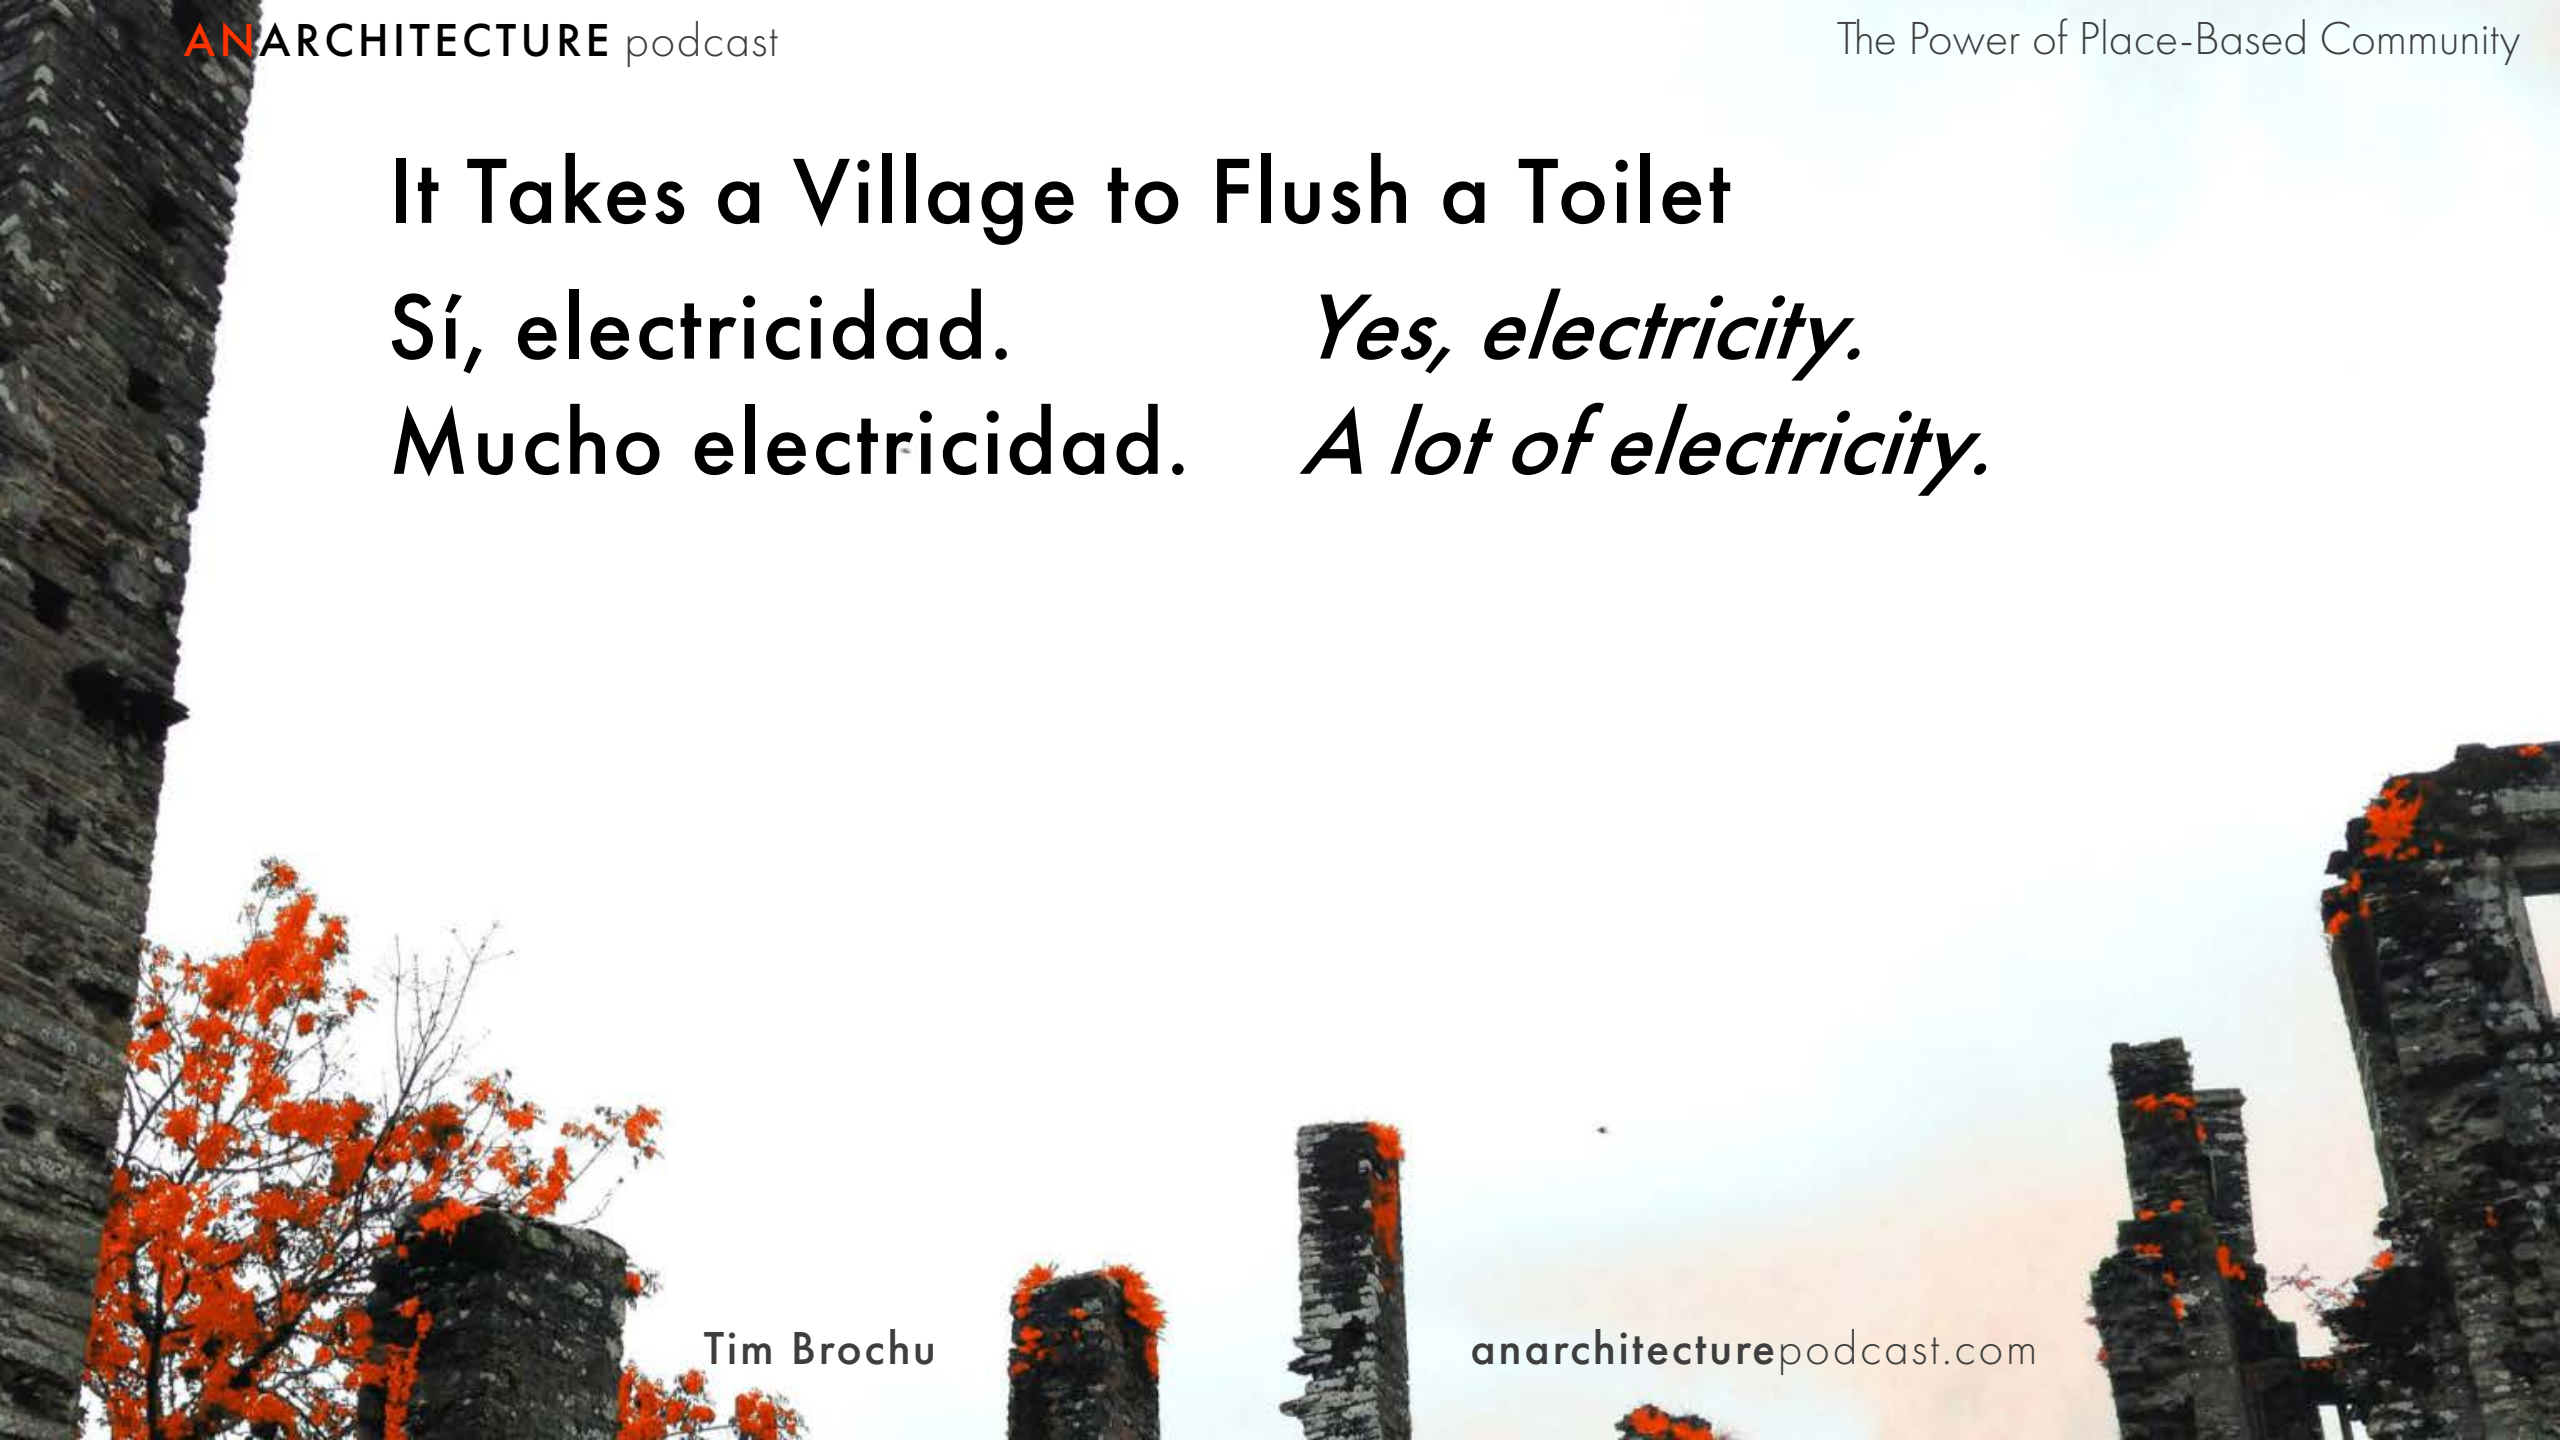 ANARCHITECTURE podcast
The Power of Place-Based Community
It Takes a Village to Flush a Toilet
Sí, electricidad.
Yes, electricity.
Mucho electricidad.
A lot of electricity.
Tim Brochu
anarchitecturepodcast.com